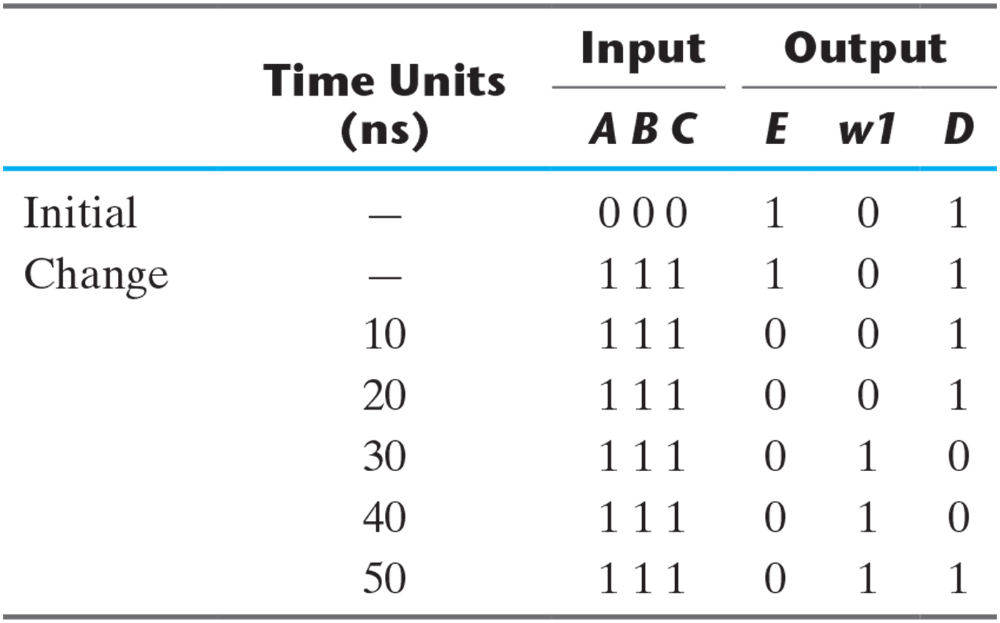 Input Output
Time Units
(ns) A B C E w1 D
Initial — 0 0 0 1 0 1
Change — 1 1 1 1 0 1
10 1 1 1 0 0 1
20 1 1 1 0 0 1
30 1 1 1 0 1 0
40 1 1 1 0 1 0
50 1 1 1 0 1 1